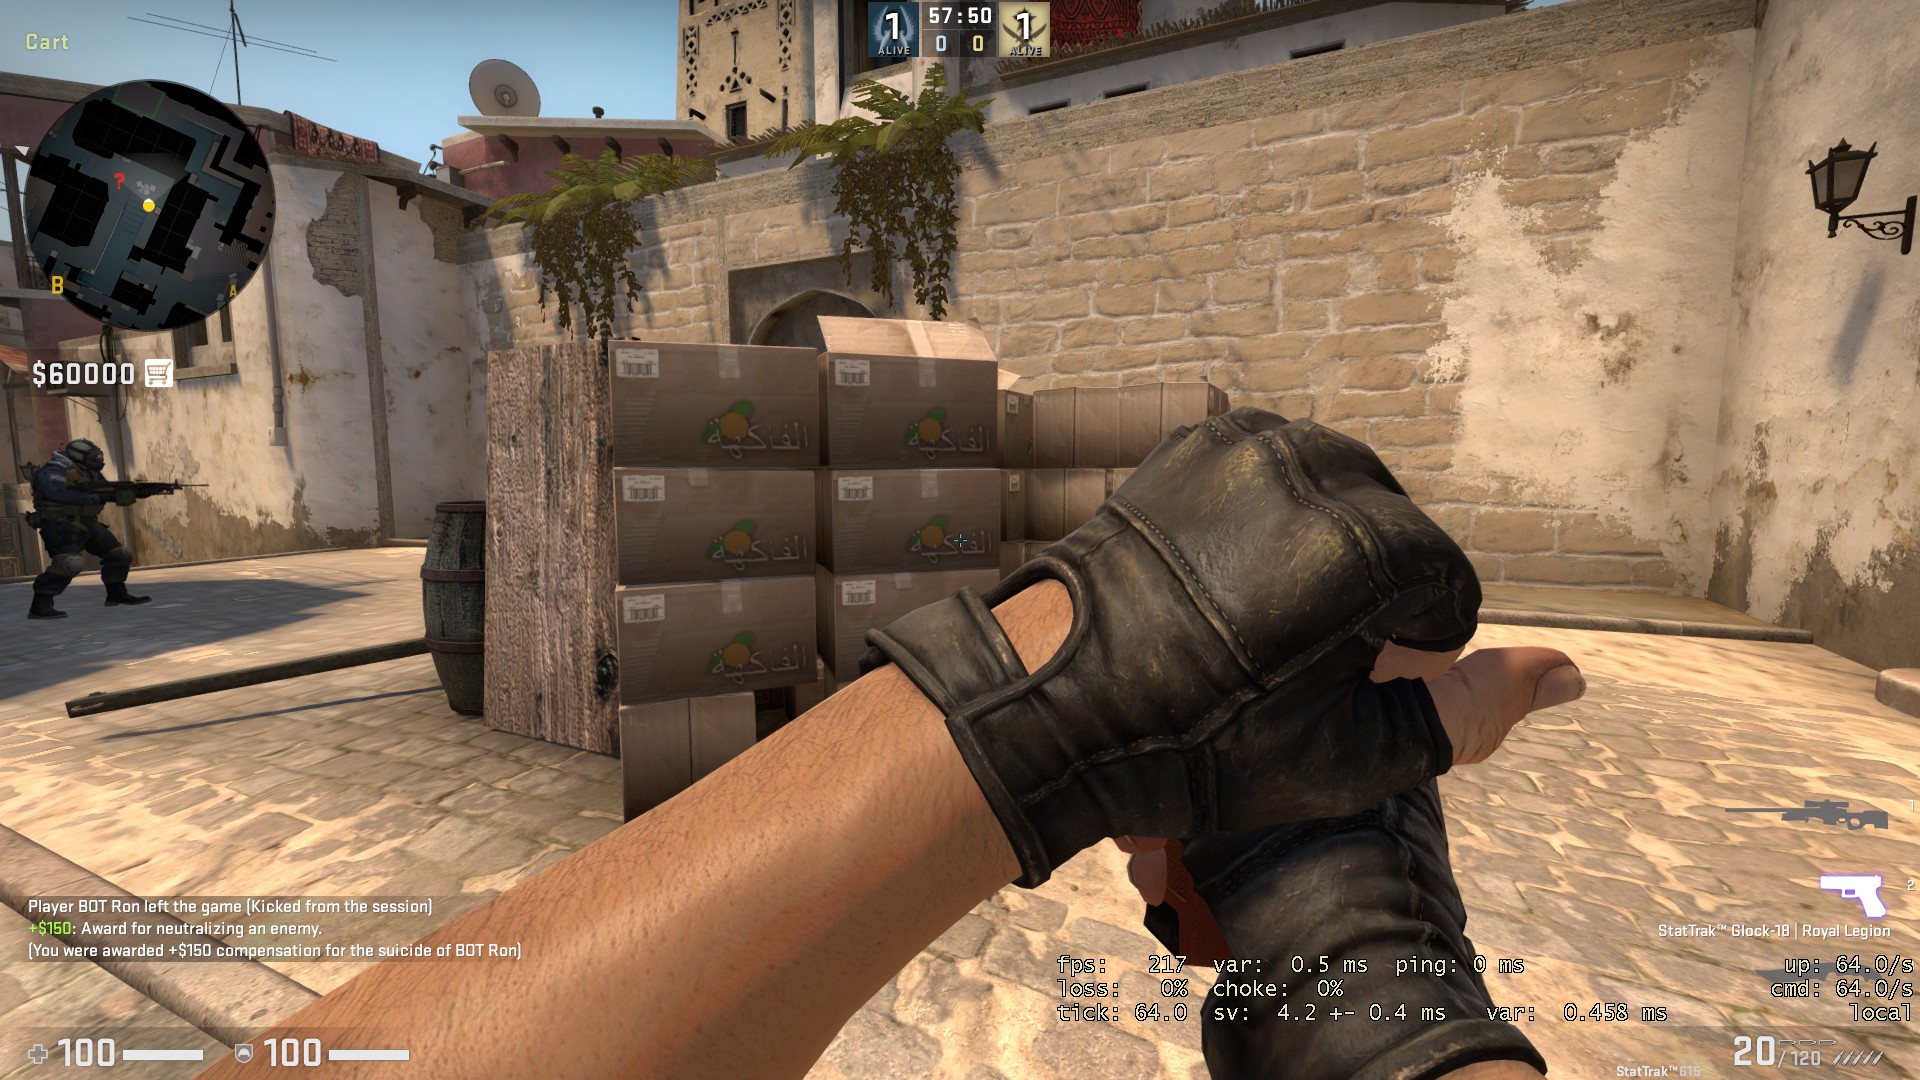 Cart
1
57:50
1
ALIVE
0
0
ALIVE
?
B
A
$60000
الفاكهة
الفاكهة
الفاكهة
الفاكهة
الفاكهة
1
2
StatTrak™ Glock-18 | Royal Legion
Player BOT Ron left the game (Kicked from the session)
+$150: Award for neutralizing an enemy.
(You were awarded +$150 compensation for the suicide of BOT Ron)
fps: 217 var: 0.5 ms ping: 0 ms
up: 64.0/s
loss: 0% choke: 0%
cmd: 64.0/s
tick: 64.0 sv: 4.2 +- 0.4 ms var: 0.458 ms
local
100
100
20 / 120